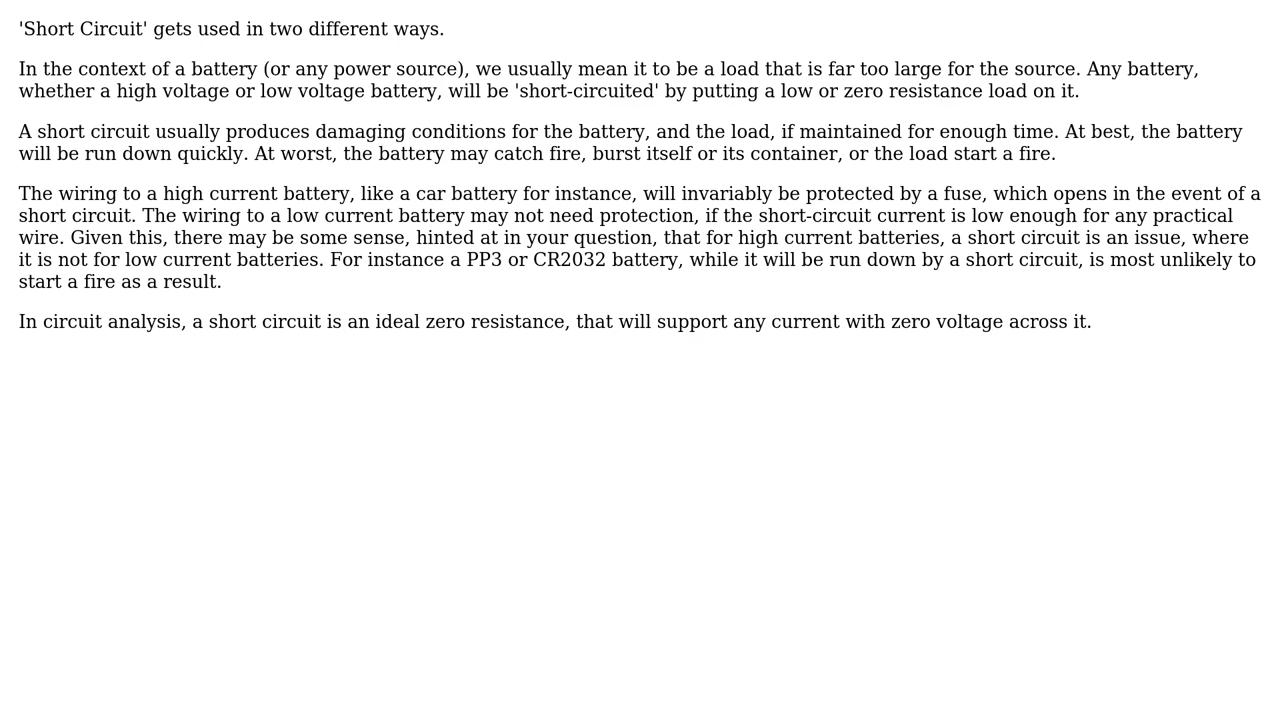 'Short Circuit' gets used in two different ways.
In the context of a battery (or any power source), we usually mean it to be a load that is far too large for the source. Any battery,
whether a high voltage or low voltage battery, will be 'short-circuited' by putting a low or zero resistance load on it.
A short circuit usually produces damaging conditions for the battery, and the load, if maintained for enough time. At best, the battery
will be run down quickly. At worst, the battery may catch fire, burst itself or its container, or the load start a fire.
The wiring to a high current battery, like a car battery for instance, will invariably be protected by a fuse, which opens in the event of a
short circuit. The wiring to a low current battery may not need protection, if the short-circuit current is low enough for any practical
wire. Given this, there may be some sense, hinted at in your question, that for high current batteries, a short circuit is an issue, where
it is not for low current batteries. For instance a PP3 or CR2032 battery, while it will be run down by a short circuit, is most unlikely to
start a fire as a result.
In circuit analysis, a short circuit is an ideal zero resistance, that will support any current with zero voltage across it.